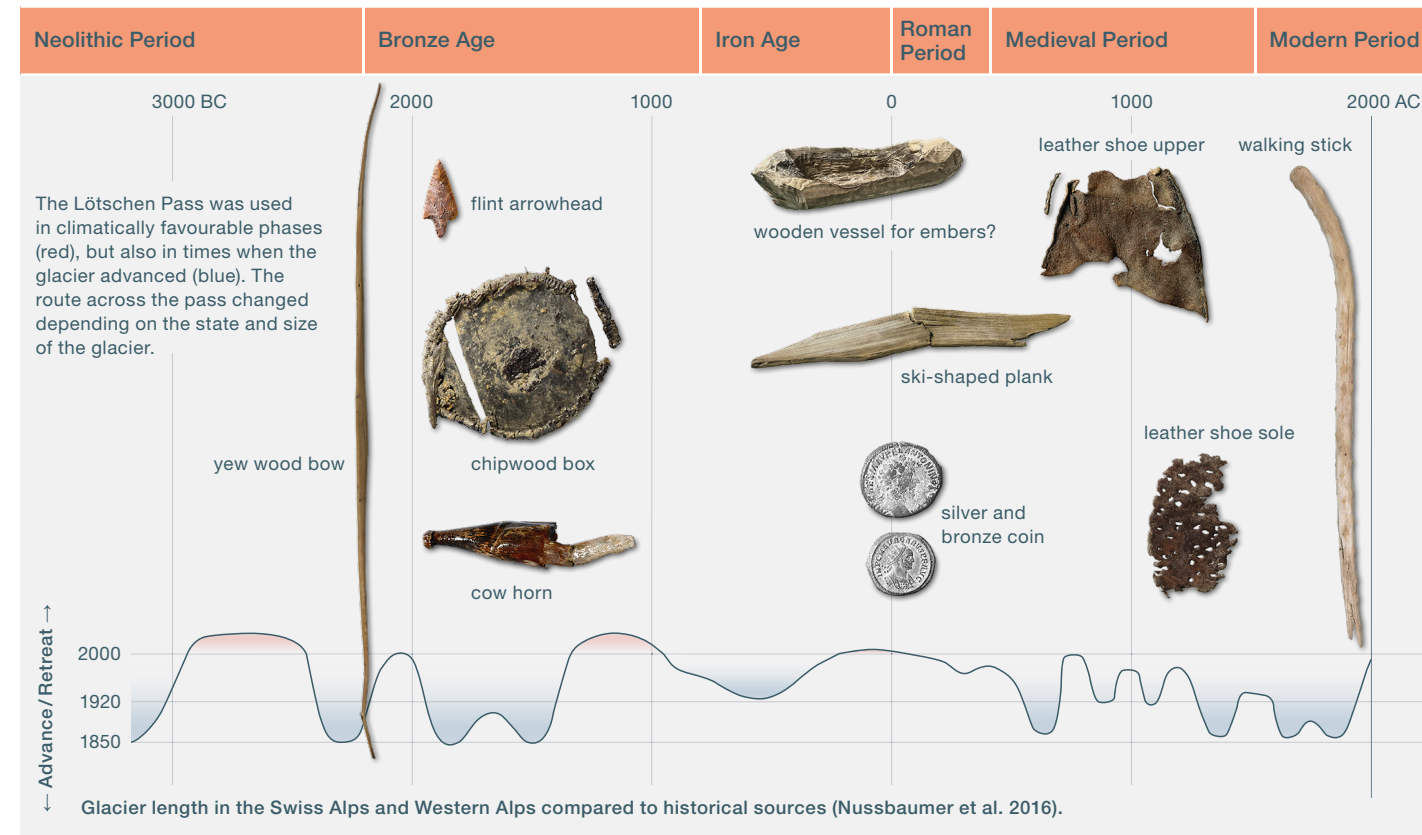 Neolithic Period
Bronze Age
Iron Age
Roman
Period
Medieval Period
Modern Period
3000 BC
2000
1000
0
1000
2000 AC
The Lötschen Pass was used
in climatically favourable phases
(red), but also in times when the
glacier advanced (blue). The
route across the pass changed
depending on the state and size
of the glacier.
flint arrowhead
wooden vessel for embers?
leather shoe upper
walking stick
ski-shaped plank
yew wood bow
chipwood box
leather shoe sole
silver and
bronze coin
cow horn
← Advance / Retreat →
2000
1920
1850
Glacier length in the Swiss Alps and Western Alps compared to historical sources (Nussbaumer et al. 2016).